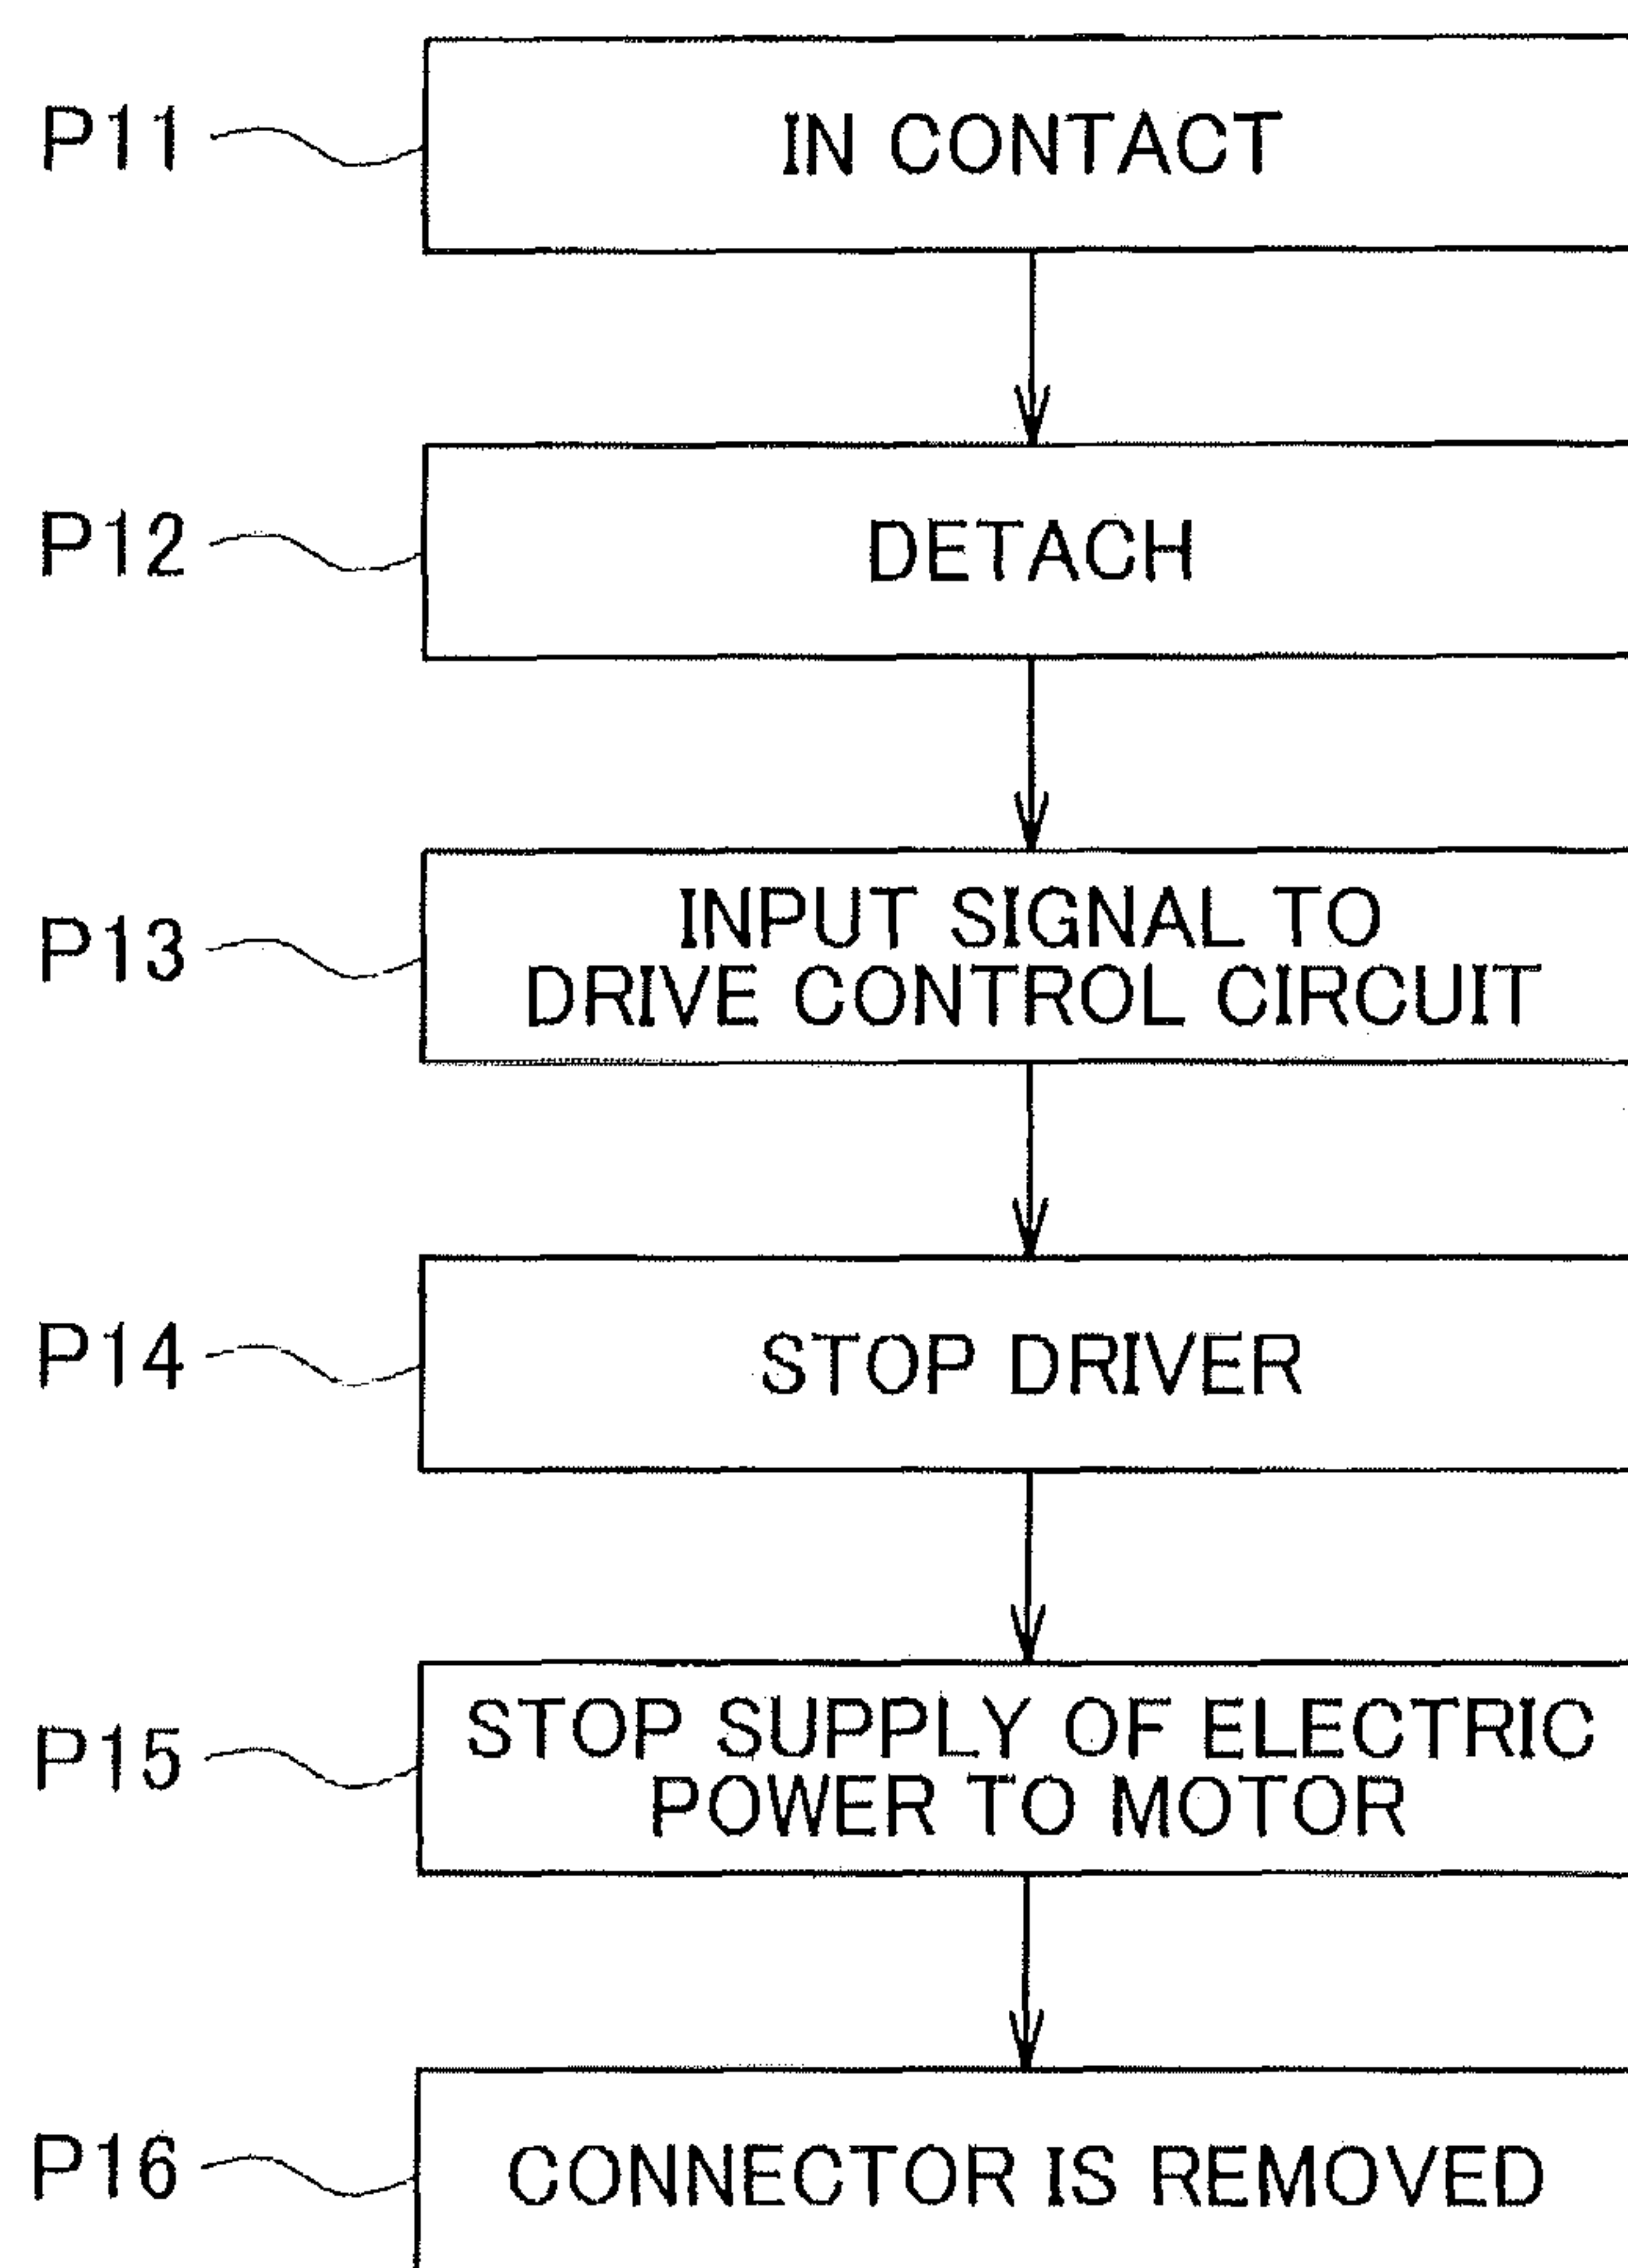 P11
IN CONTACT
P12
DETACH
P13
INPUT SIGNAL TO
DRIVE CONTROL CIRCUIT
P14
STOP DRIVER
P15
STOP SUPPLY OF ELECTRIC
POWER TO MOTOR
P16
CONNECTOR IS REMOVED